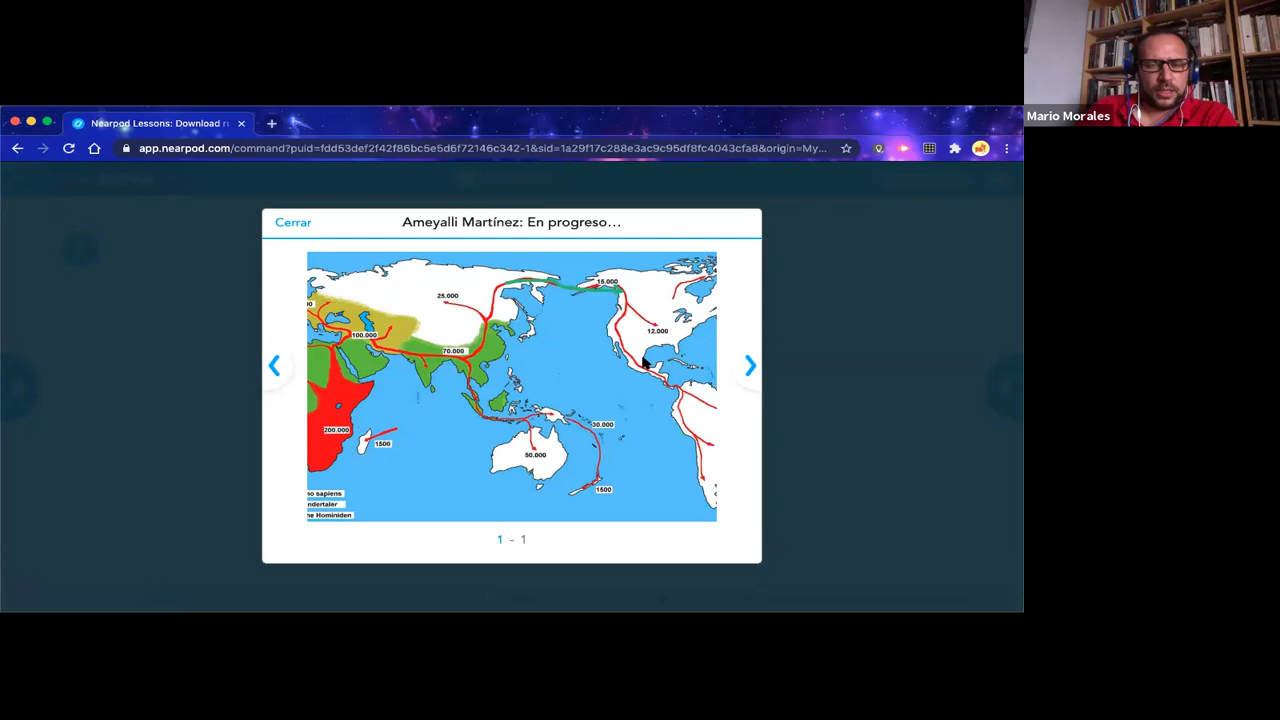 Mario Morales
Nearpod Lessons: Download r
app.nearpod.com/command?puid=fdd53def2f42f86bc5e5d6f72146c342-1&sid=1a29f17c288e3ac9c95df8fc4043cfa8&origin=My...
Cerrar
Ameyalli Martínez: En progreso...
15.000
25.000
12.000
100.000
70.000
200.000
1500
30.000
50.000
1500
no sapiens
ndertaler
he Hominiden
1 - 1